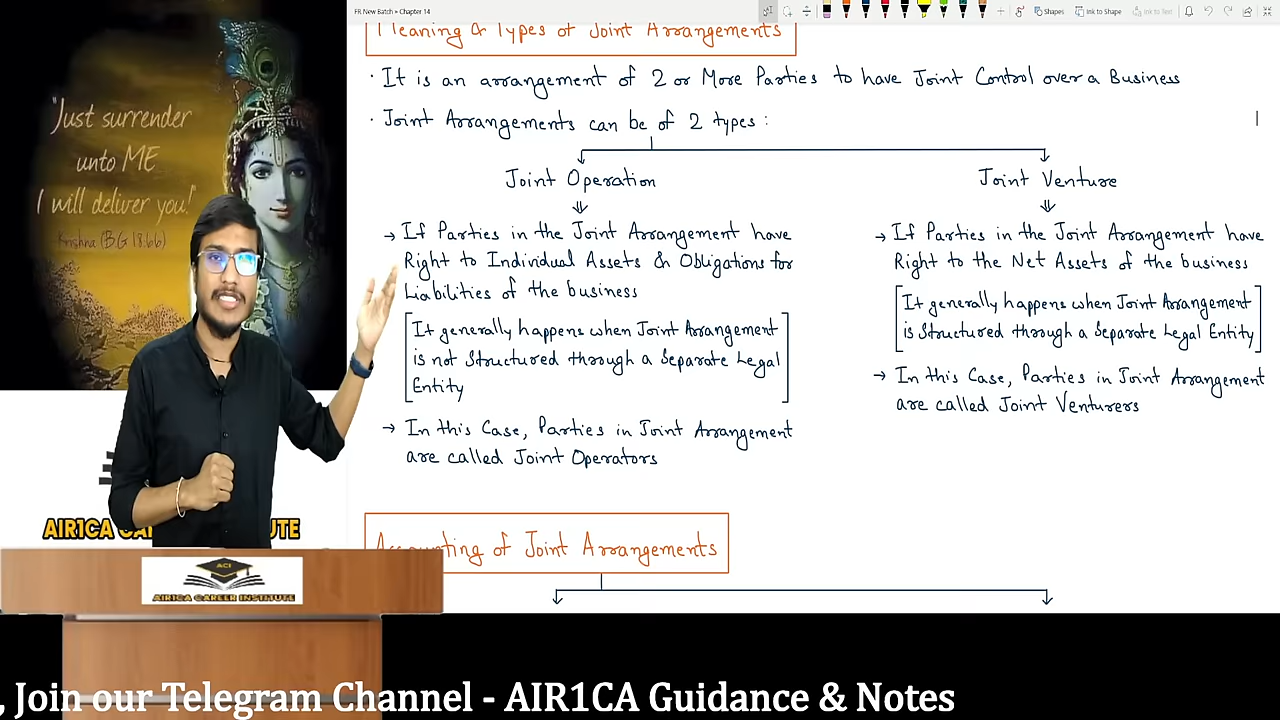 FR New Batch » Chapter 14
Shapes
Ink to Shape
Ink to Text
Meaning & Types of Joint Arrangements
· It is an arrangement of 2 or More Parties to have Joint Control over a Business
· Joint Arrangements can be of 2 types :
Joint Operation
→ If Parties in the Joint Arrangement have
Right to Individual Assets & Obligations for
Liabilities of the business
[It generally happens when Joint Arrangement
is not Structured through a Separate Legal
Entity]
→ In this Case, Parties in Joint Arrangement
are called Joint Operators
Joint Venture
→ If Parties in the Joint Arrangement have
Right to the Net Assets of the business
[It generally happens when Joint Arrangement
is Structured through a Separate Legal Entity]
→ In this Case, Parties in Joint Arrangement
are called Joint Venturers
Accounting of Joint Arrangements
"Just surrender
unto ME
I will deliver you!"
Krishna (BG 18:66)
AIR1CA CA UTE
ACI
AIR1CA CAREER INSTITUTE
, Join our Telegram Channel - AIR1CA Guidance & Notes